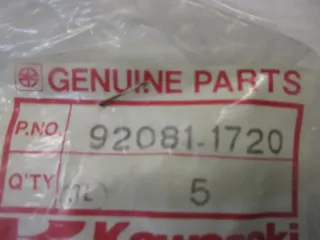 GENUINE PARTS
P.NO. 92081-1720
Q'TY 5
Kawasaki